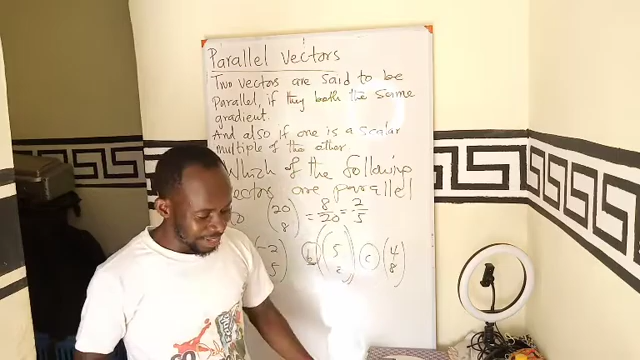 Parallel Vectors
Two vectors are said to be
parallel, if they both the same
gradient.
And also if one is a scalar
multiple of the other.
Which of the following
vectors are parallel
(20 8) = 8/20 = 2/5
(-2 5) (b) (5 2) (c) (4 8)